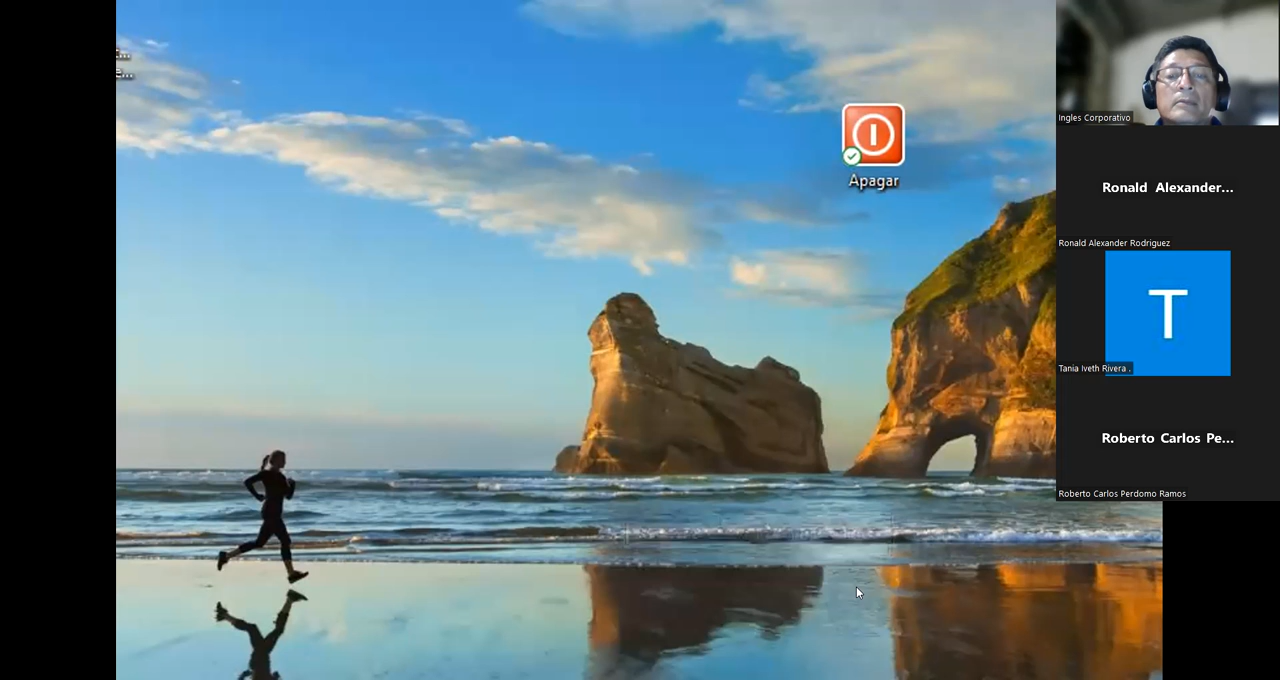 Apagar
Ingles Corporativo
Ronald Alexander...
Ronald Alexander Rodriguez
T
Tania Iveth Rivera .
Roberto Carlos Pe...
Roberto Carlos Perdomo Ramos